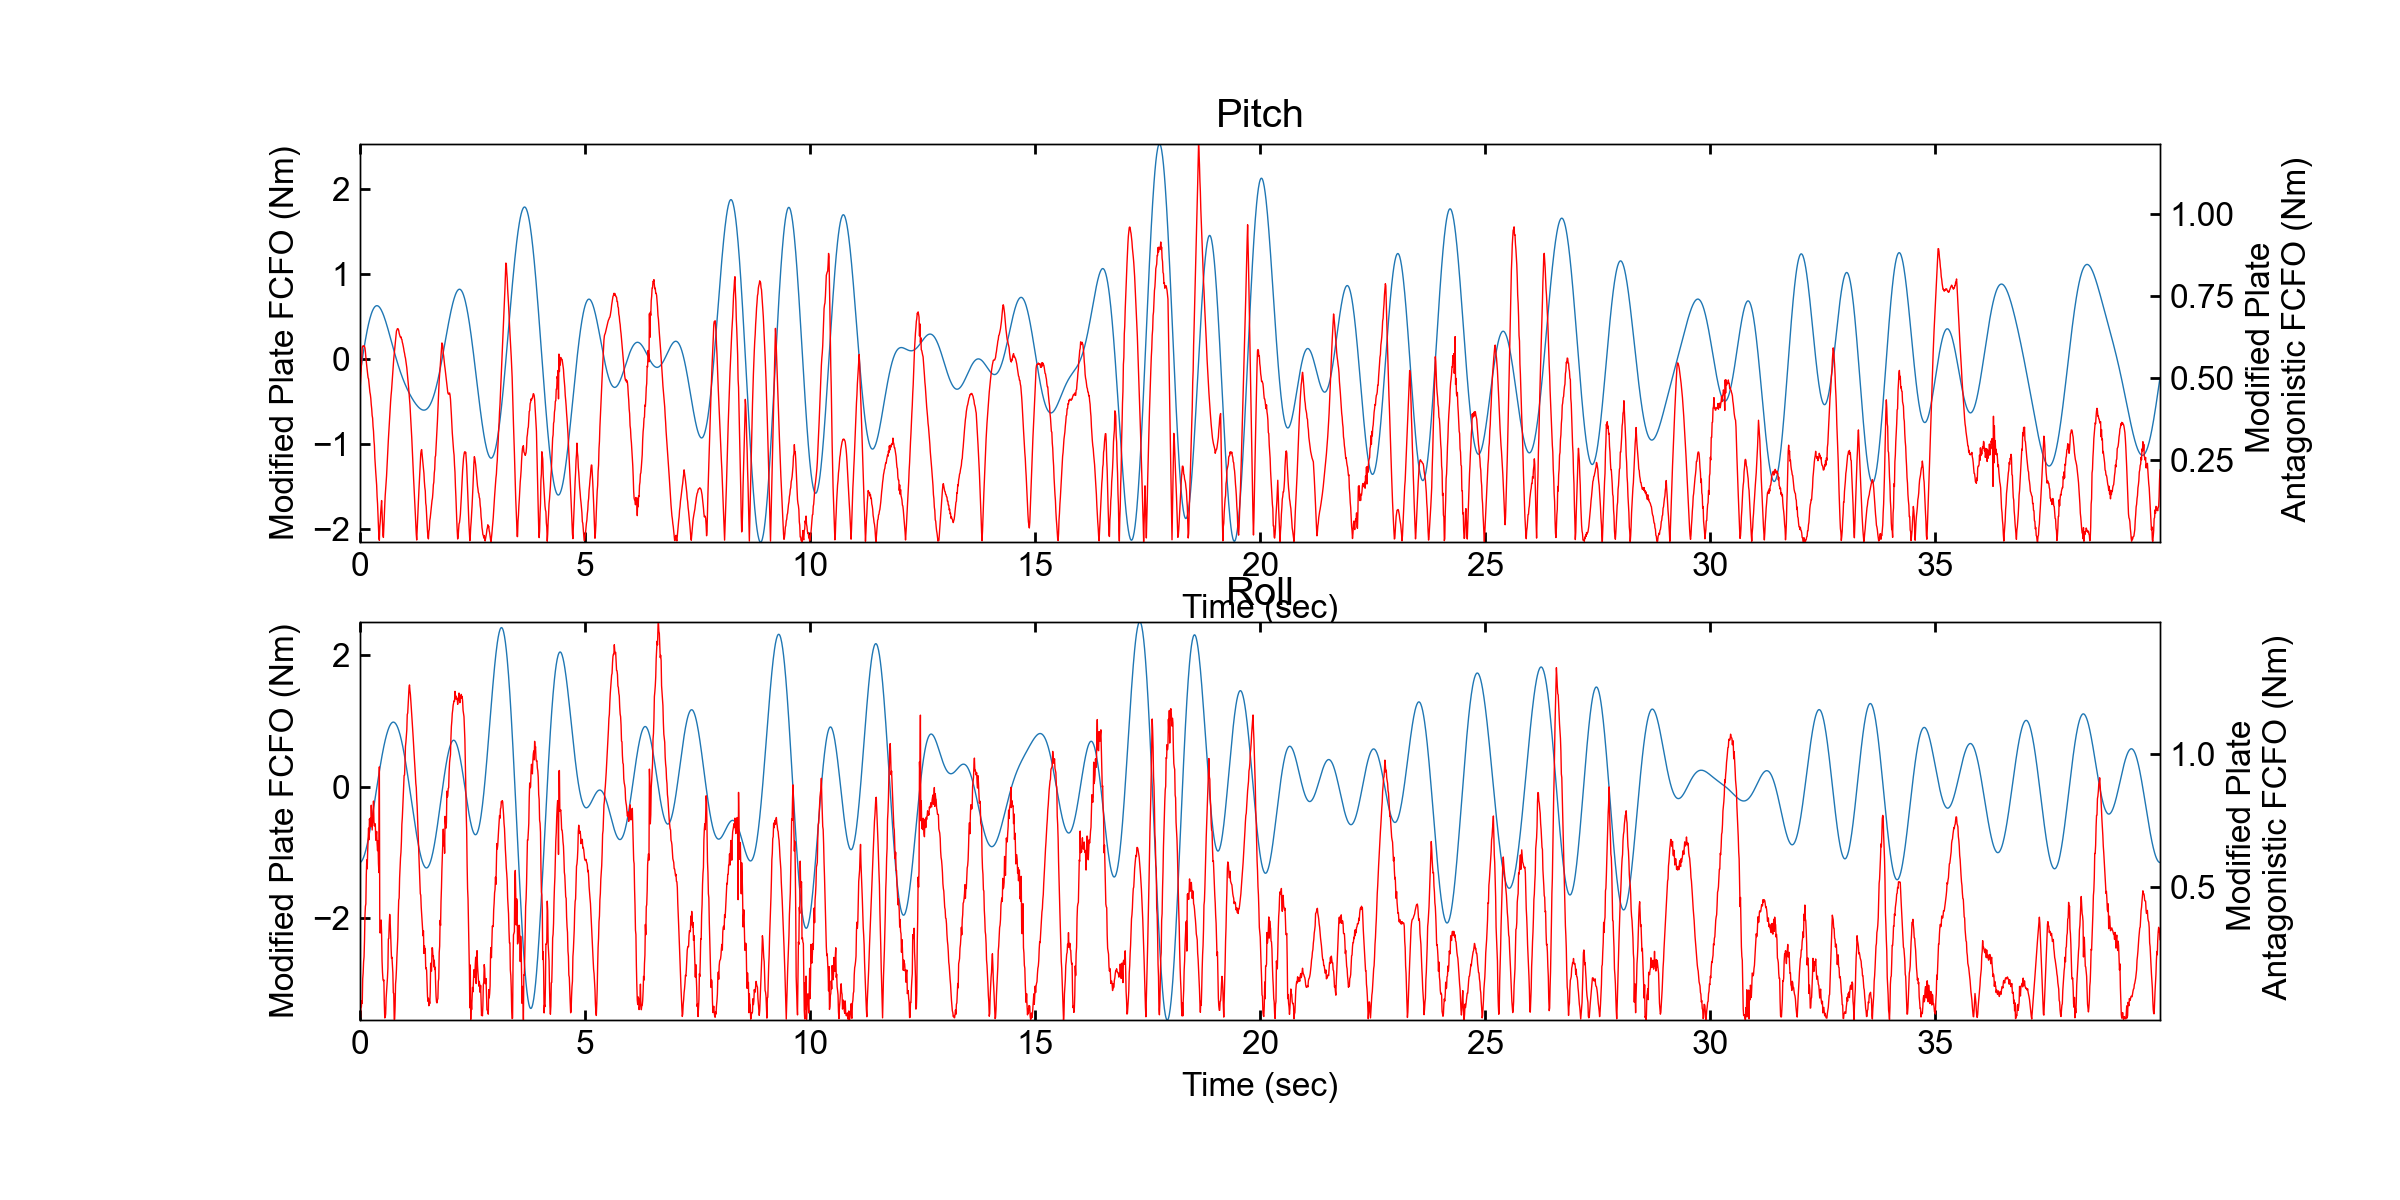 Pitch
Modified Plate FCFO (Nm)
2
1
0
−1
−2
1.00
0.75
0.50
0.25
Modified Plate
Antagonistic FCFO (Nm)
0 5 10 15 20 25 30 35
Time (sec)
Roll
Modified Plate FCFO (Nm)
2
0
−2
1.0
0.5
Modified Plate
Antagonistic FCFO (Nm)
0 5 10 15 20 25 30 35
Time (sec)